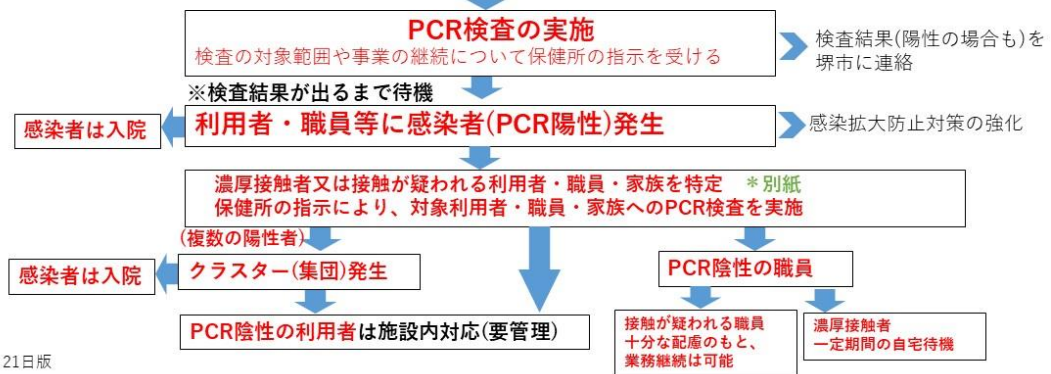 PCR検査の実施
検査の対象範囲や事業の継続について保健所の指示を受ける
検査結果(陽性の場合も)を
堺市に連絡
※検査結果が出るまで待機
感染者は入院
利用者・職員等に感染者(PCR陽性)発生
感染拡大防止対策の強化
濃厚接触者又は接触が疑われる利用者・職員・家族を特定 *別紙
保健所の指示により、対象利用者・職員・家族へのPCR検査を実施
(複数の陽性者)
感染者は入院
クラスター(集団)発生
PCR陰性の職員
PCR陰性の利用者は施設内対応(要管理)
接触が疑われる職員
十分な配慮のもと、
業務継続は可能
濃厚接触者
一定期間の自宅待機
21日版